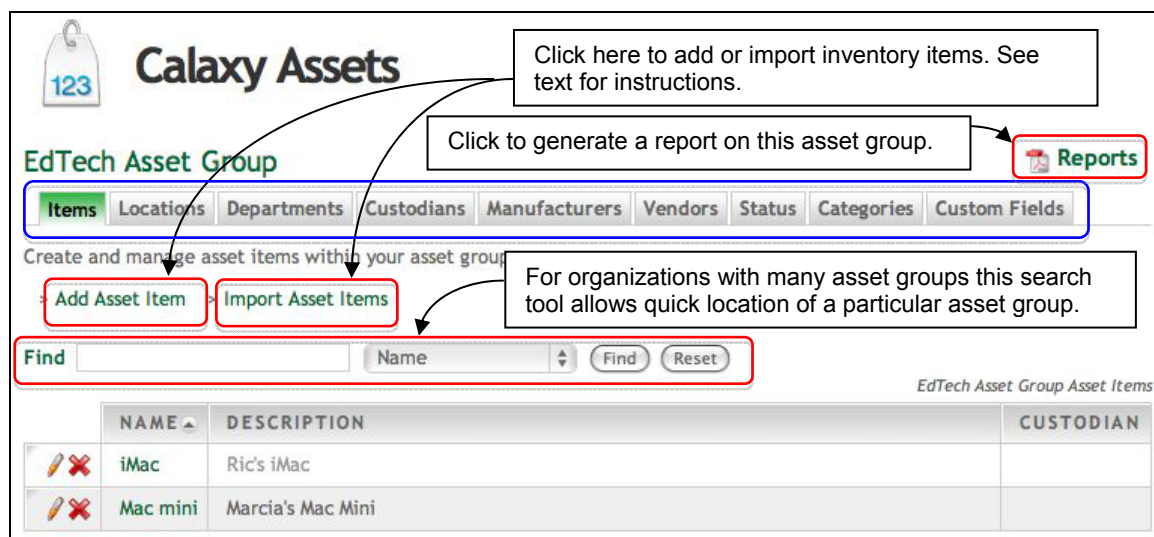 123
Calaxy Assets
Click here to add or import inventory items. See
text for instructions.
Click to generate a report on this asset group.
EdTech Asset Group
Reports
Items Locations Departments Custodians Manufacturers Vendors Status Categories Custom Fields
Create and manage asset items within your asset group
For organizations with many asset groups this search
tool allows quick location of a particular asset group.
> Add Asset Item > Import Asset Items
Find Name Find Reset
EdTech Asset Group Asset Items
NAME DESCRIPTION CUSTODIAN
iMac Ric's iMac
Mac mini Marcia's Mac Mini